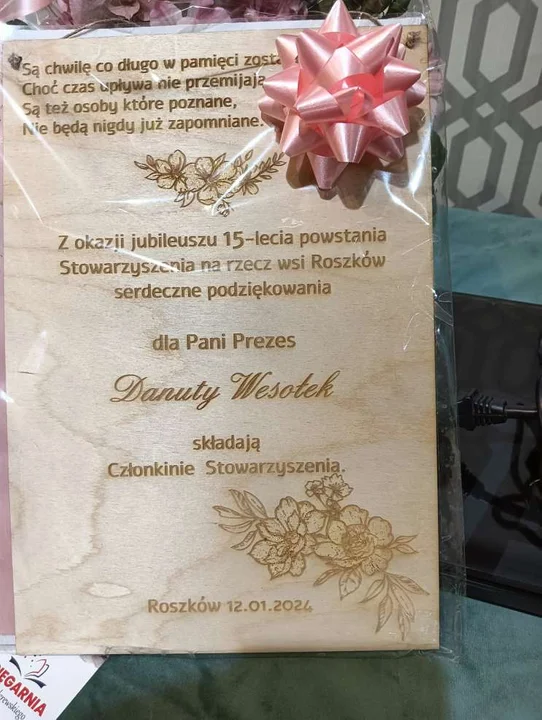 Są chwile co długo w pamięci
Choć czas upływa nie przemijają
Są też osoby które poznane,
Nie będą nigdy już zapomniane.
Z okazji jubileuszu 15-lecia powstania
Stowarzyszenia na rzecz wsi Roszków
serdeczne podziękowania
dla Pani Prezes
Danuty Wesołek
składają
Członkinie Stowarzyszenia.
Roszków 12.01.2024